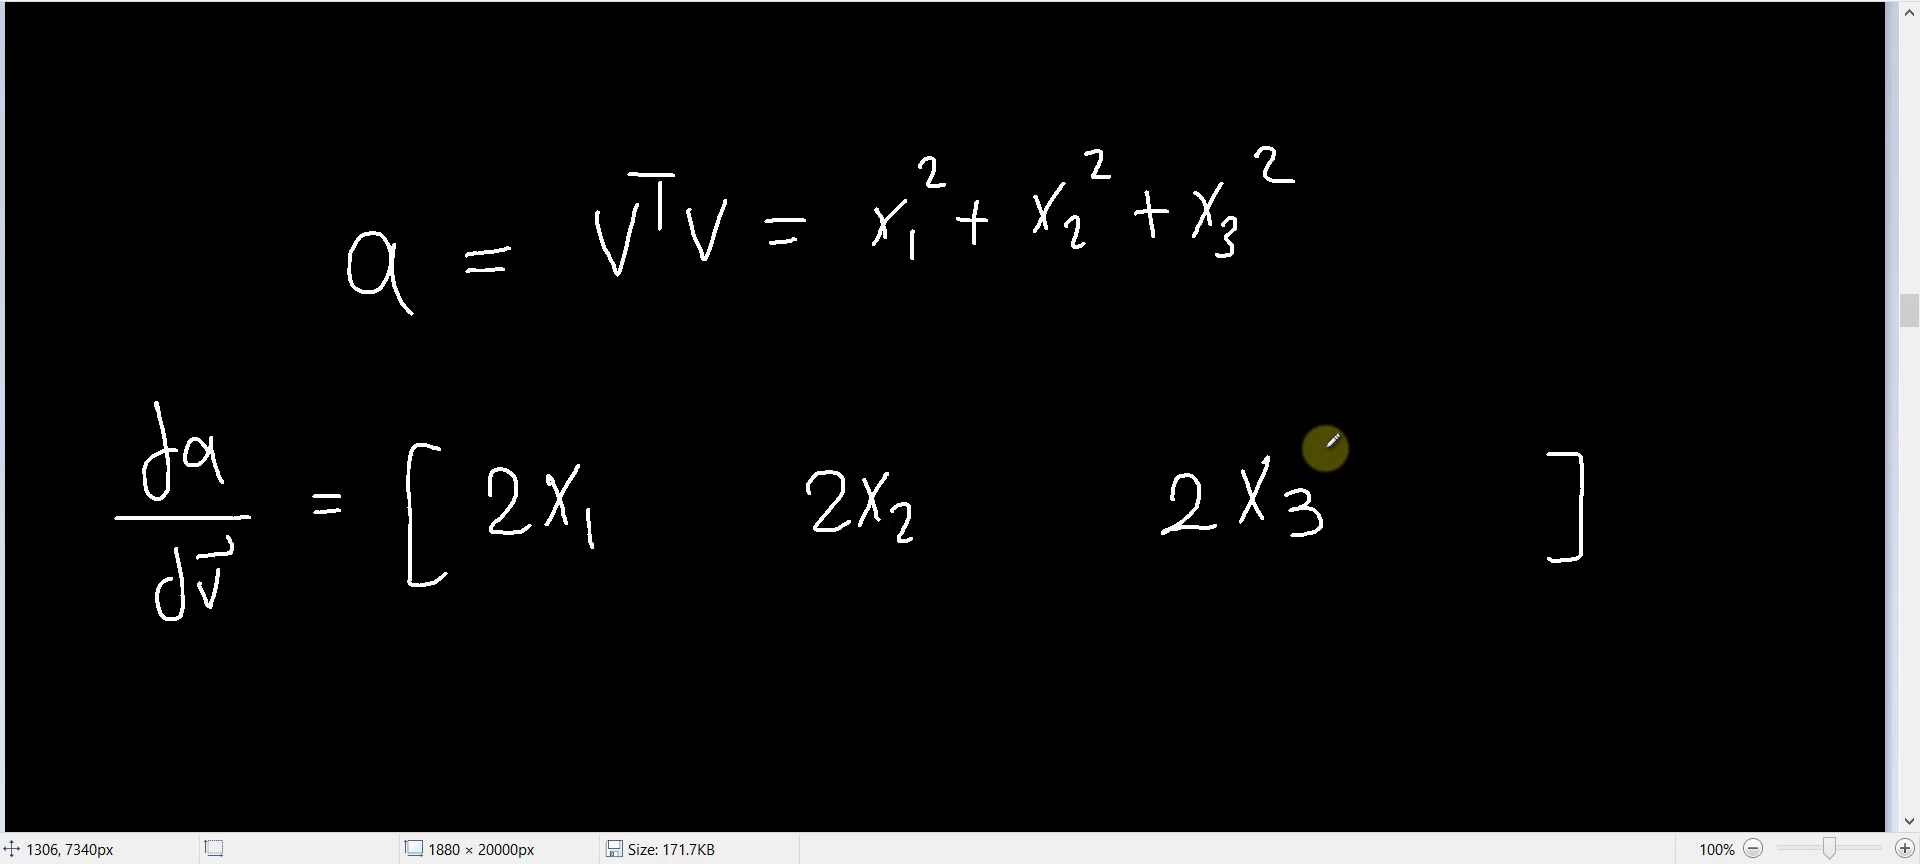 a = VᵀV = x₁² + x₂² + x₃²
da/dv⃗ = [ 2x₁ 2x₂ 2x₃ ]
1306, 7340px 1880 × 20000px Size: 171.7KB 100%